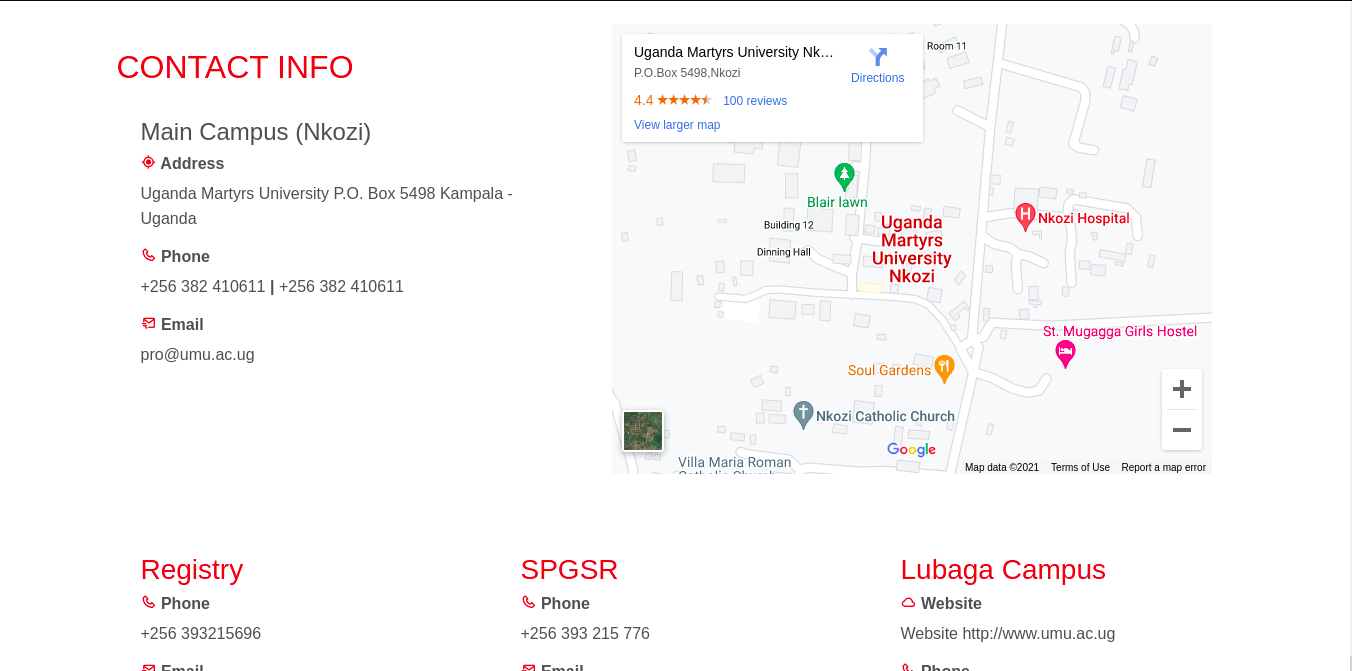 CONTACT INFO
Main Campus (Nkozi)
Address
Uganda Martyrs University P.O. Box 5498 Kampala -
Uganda
Phone
+256 382 410611 | +256 382 410611
Email
pro@umu.ac.ug
Uganda Martyrs University Nk…
P.O.Box 5498,Nkozi
Directions
4.4
100 reviews
View larger map
Room 11
Blair lawn
Building 12
Dinning Hall
Uganda
Martyrs
University
Nkozi
H
Nkozi Hospital
St. Mugagga Girls Hostel
Soul Gardens
Nkozi Catholic Church
Villa Maria Roman
Catholic Church
Google
Map data ©2021 Terms of Use Report a map error
Registry
Phone
+256 393215696
Email
SPGSR
Phone
+256 393 215 776
Email
Lubaga Campus
Website
Website http://www.umu.ac.ug
Phone